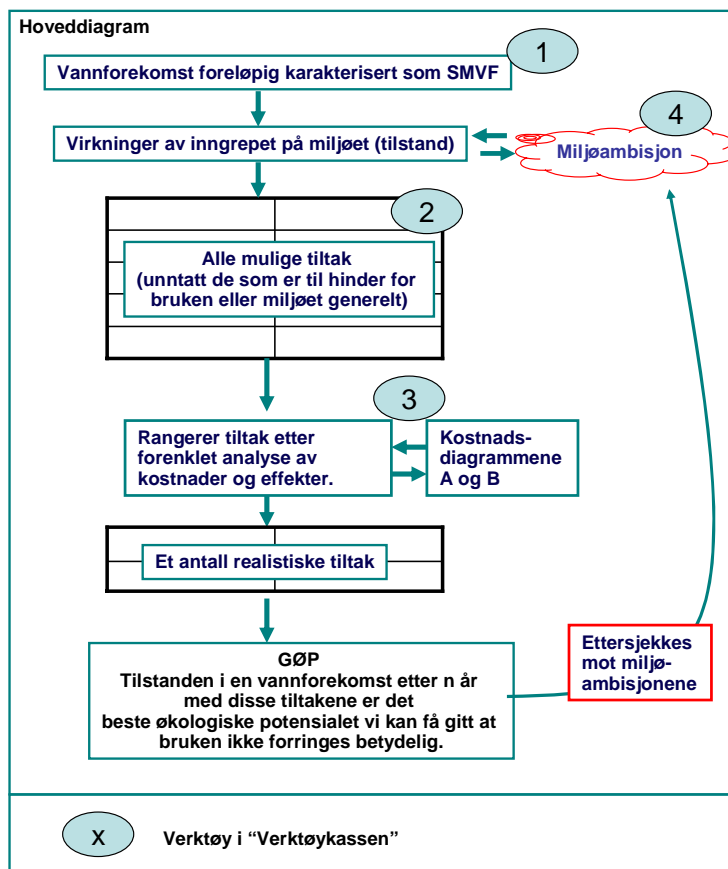 Hoveddiagram
1
Vannforekomst foreløpig karakterisert som SMVF
4
Virkninger av inngrepet på miljøet (tilstand)
Miljøambisjon
2
Alle mulige tiltak
(unntatt de som er til hinder for
bruken eller miljøet generelt)
3
Rangerer tiltak etter
forenklet analyse av
kostnader og effekter.
Kostnads-
diagrammene
A og B
Et antall realistiske tiltak
Ettersjekkes
mot miljø-
ambisjonene
GØP
Tilstanden i en vannforekomst etter n år
med disse tiltakene er det
beste økologiske potensialet vi kan få gitt at
bruken ikke forringes betydelig.
X
Verktøy i “Verktøykassen”